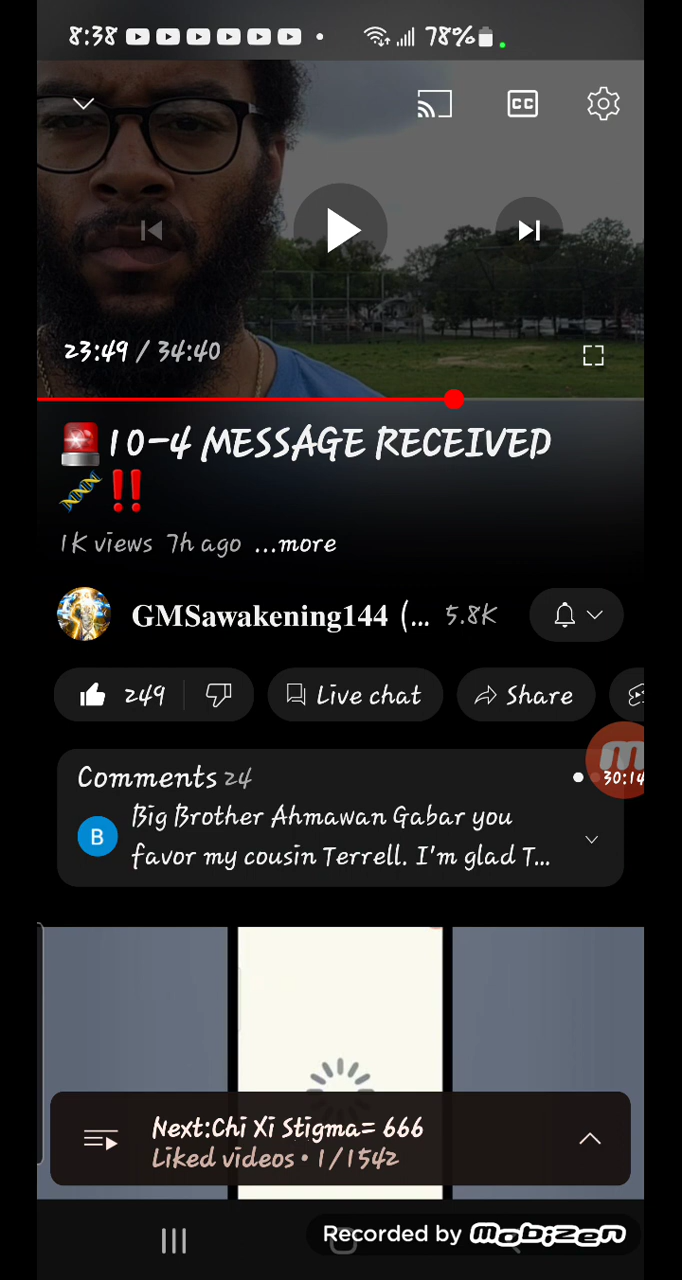 8:38 78%
CC
23:49 / 34:40
🚨10-4 MESSAGE RECEIVED
🧬‼️
1K views 7h ago ...more
GMSawakening144 (... 5.8K
249 Live chat Share
Comments 24
30:14
B
Big Brother Ahmawan Gabar you
favor my cousin Terrell. I'm glad T...
Next:Chi Xi Stigma= 666
Liked videos • 1/1542
Recorded by Mobizen